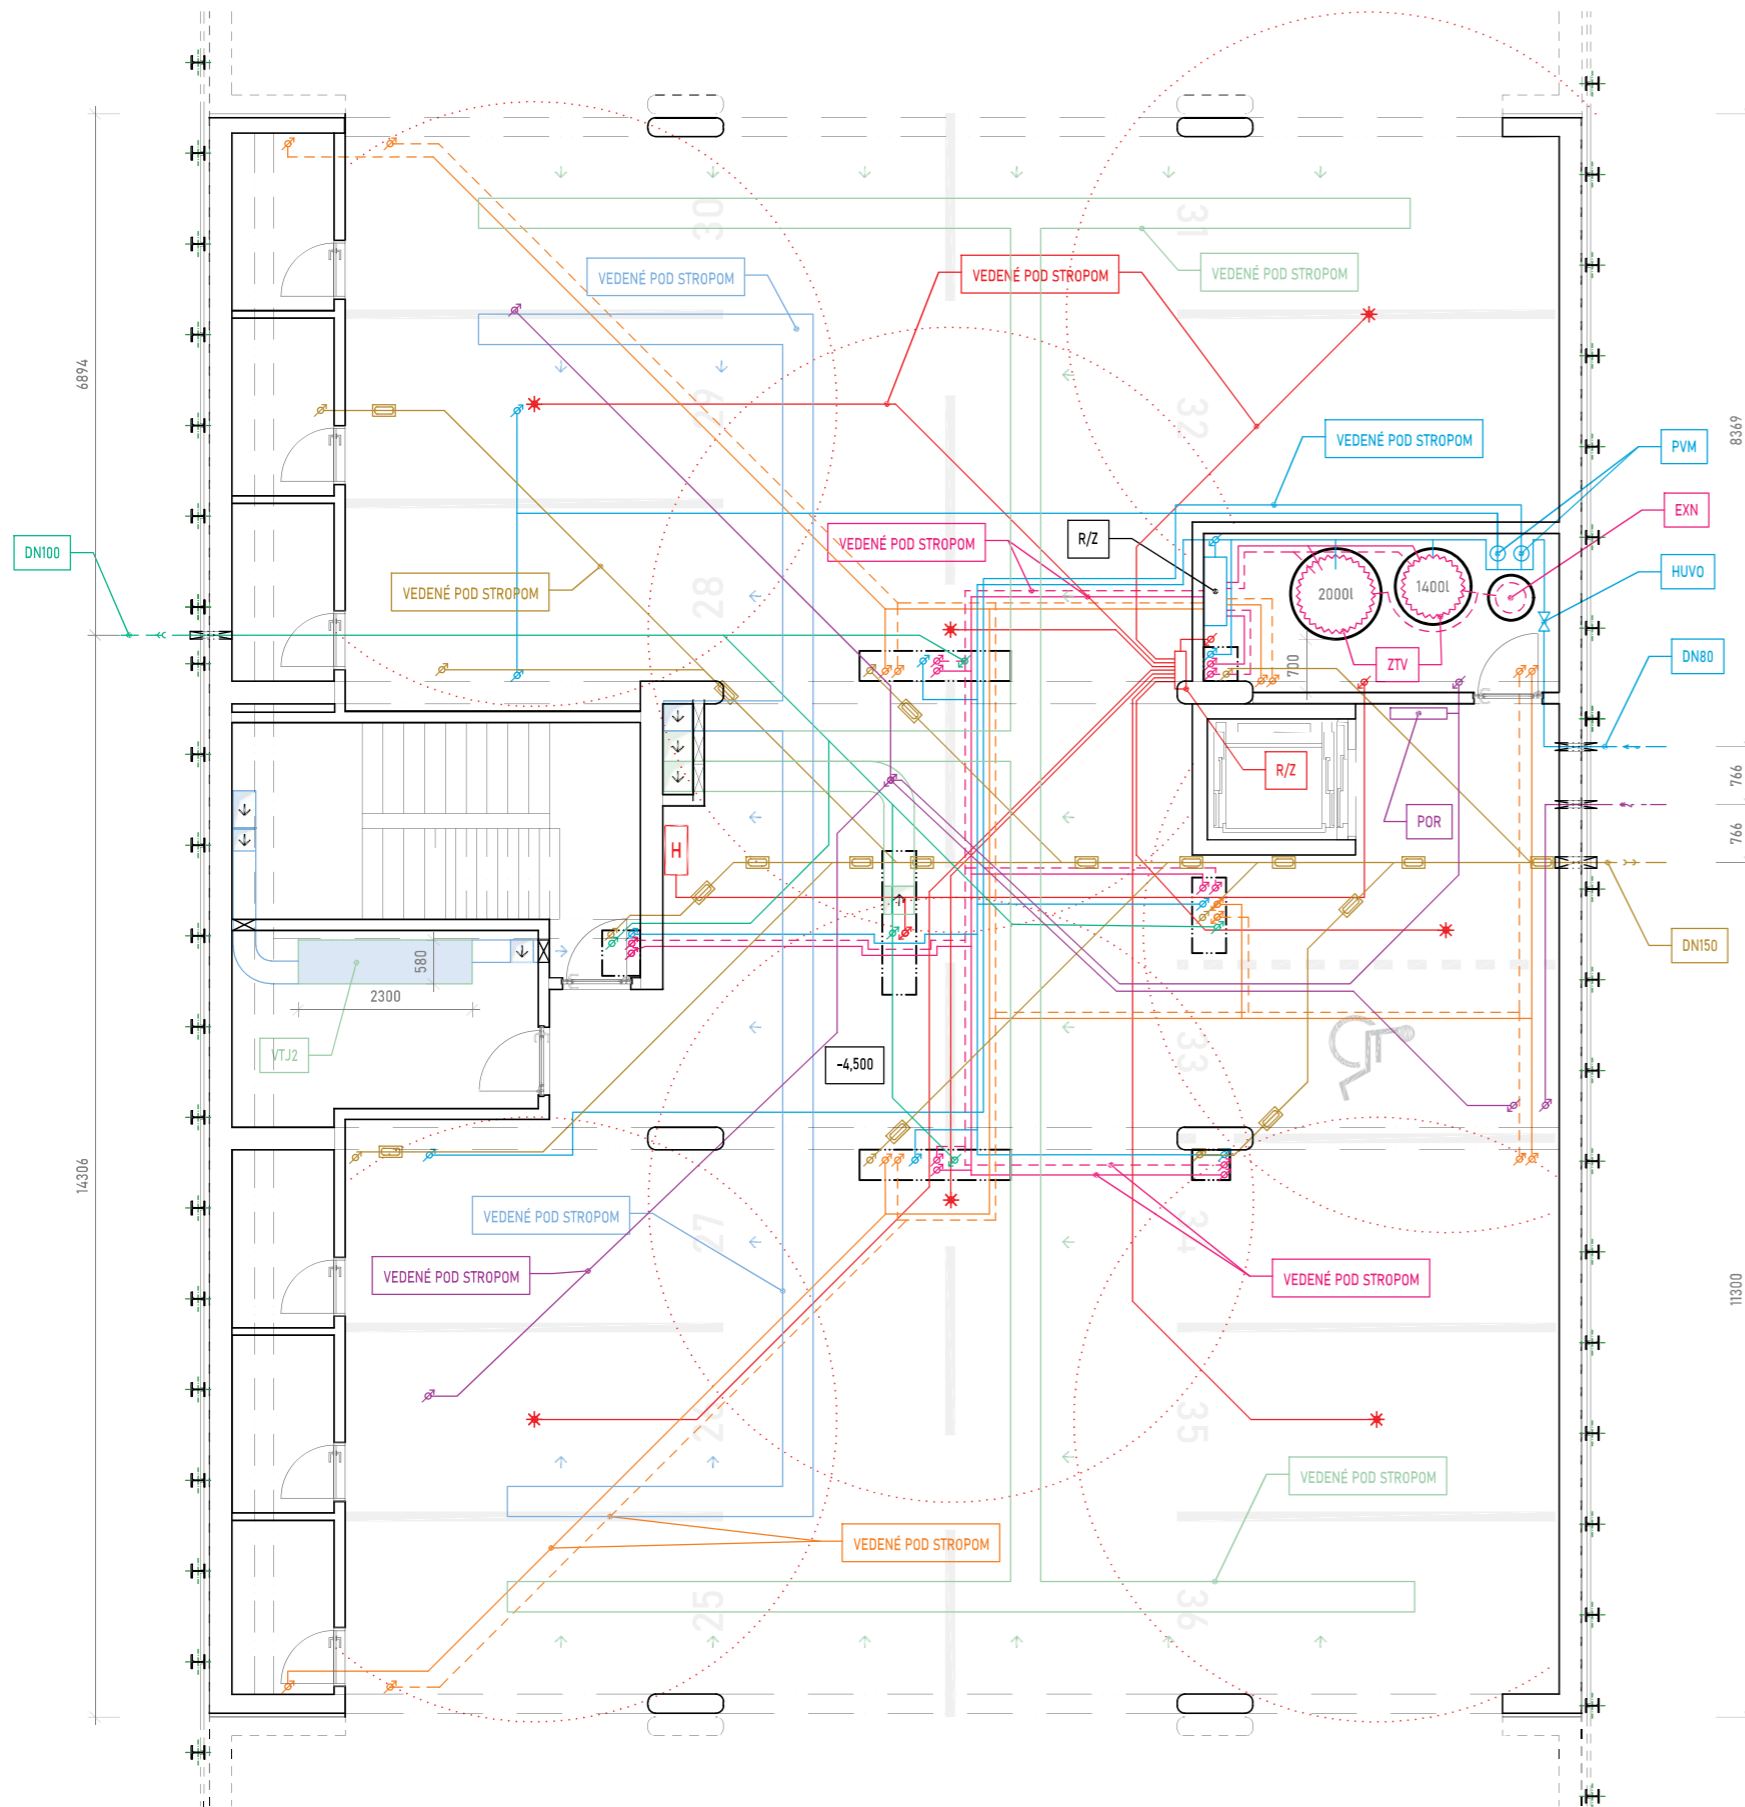 30
31
VEDENÉ POD STROPOM
VEDENÉ POD STROPOM
VEDENÉ POD STROPOM
6894
29
32
VEDENÉ POD STROPOM
PVM
8369
EXN
DN100
VEDENÉ POD STROPOM
R/Z
HUVO
VEDENÉ POD STROPOM
28
2000l
1400l
700
ZTV
DN80
R/Z
766
H
POR
766
580
DN150
2300
VTJ2
-4,500
33
14306
VEDENÉ POD STROPOM
27
34
VEDENÉ POD STROPOM
VEDENÉ POD STROPOM
11300
26
35
VEDENÉ POD STROPOM
VEDENÉ POD STROPOM
25
36